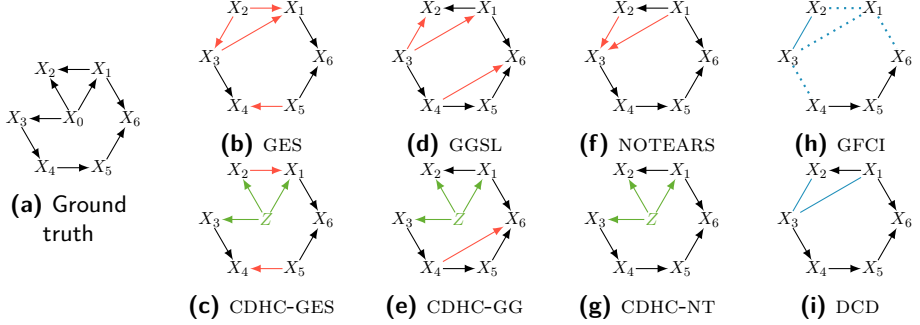 X₂ X₁
X₃ X₀ X₆
X₄ X₅
(a) Ground
truth
X₂ X₁
X₃ X₆
X₄ X₅
(b) GES
X₂ X₁
X₃ X₆
X₄ X₅
(d) GGSL
X₂ X₁
X₃ X₆
X₄ X₅
(f) NOTEARS
X₂ X₁
X₃ X₆
X₄ X₅
(h) GFCI
X₂ X₁
X₃ Z X₆
X₄ X₅
(c) CDHC-GES
X₂ X₁
X₃ Z X₆
X₄ X₅
(e) CDHC-GG
X₂ X₁
X₃ Z X₆
X₄ X₅
(g) CDHC-NT
X₂ X₁
X₃ X₆
X₄ X₅
(i) DCD